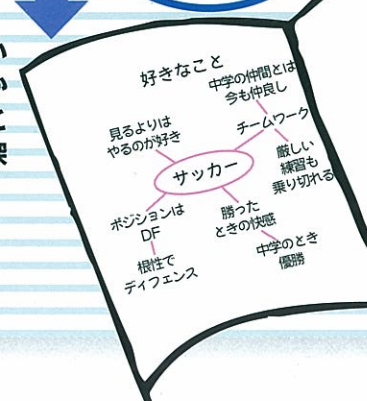 好きなこと
中学の仲間とは
今も仲良し
チームワーク
厳しい
練習も
乗り切れる
見るよりは
やるのが好き
サッカー
ポジションは
DF
根性で
ディフェンス
勝った
ときの快感
中学のとき
優勝